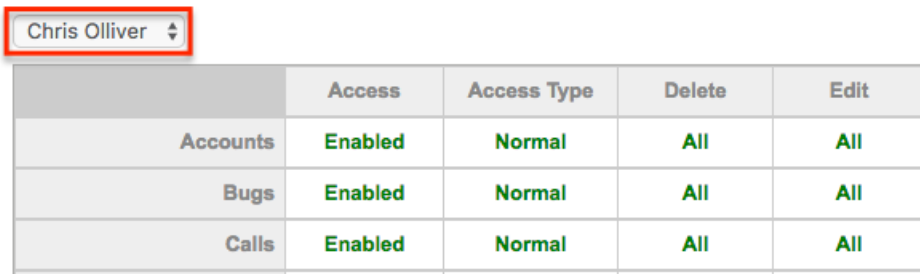 Chris Olliver
Access Access Type Delete Edit
Accounts Enabled Normal All All
Bugs Enabled Normal All All
Calls Enabled Normal All All